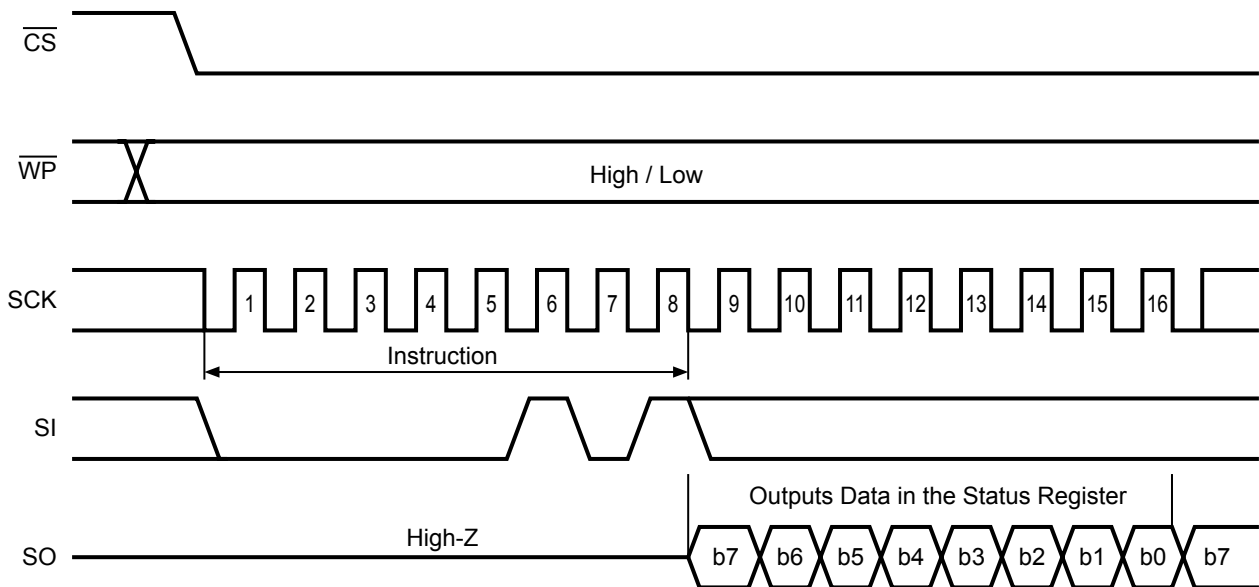 CS
WP
High / Low
SCK
1 2 3 4 5 6 7 8 9 10 11 12 13 14 15 16
Instruction
SI
Outputs Data in the Status Register
High-Z
SO
b7 b6 b5 b4 b3 b2 b1 b0 b7